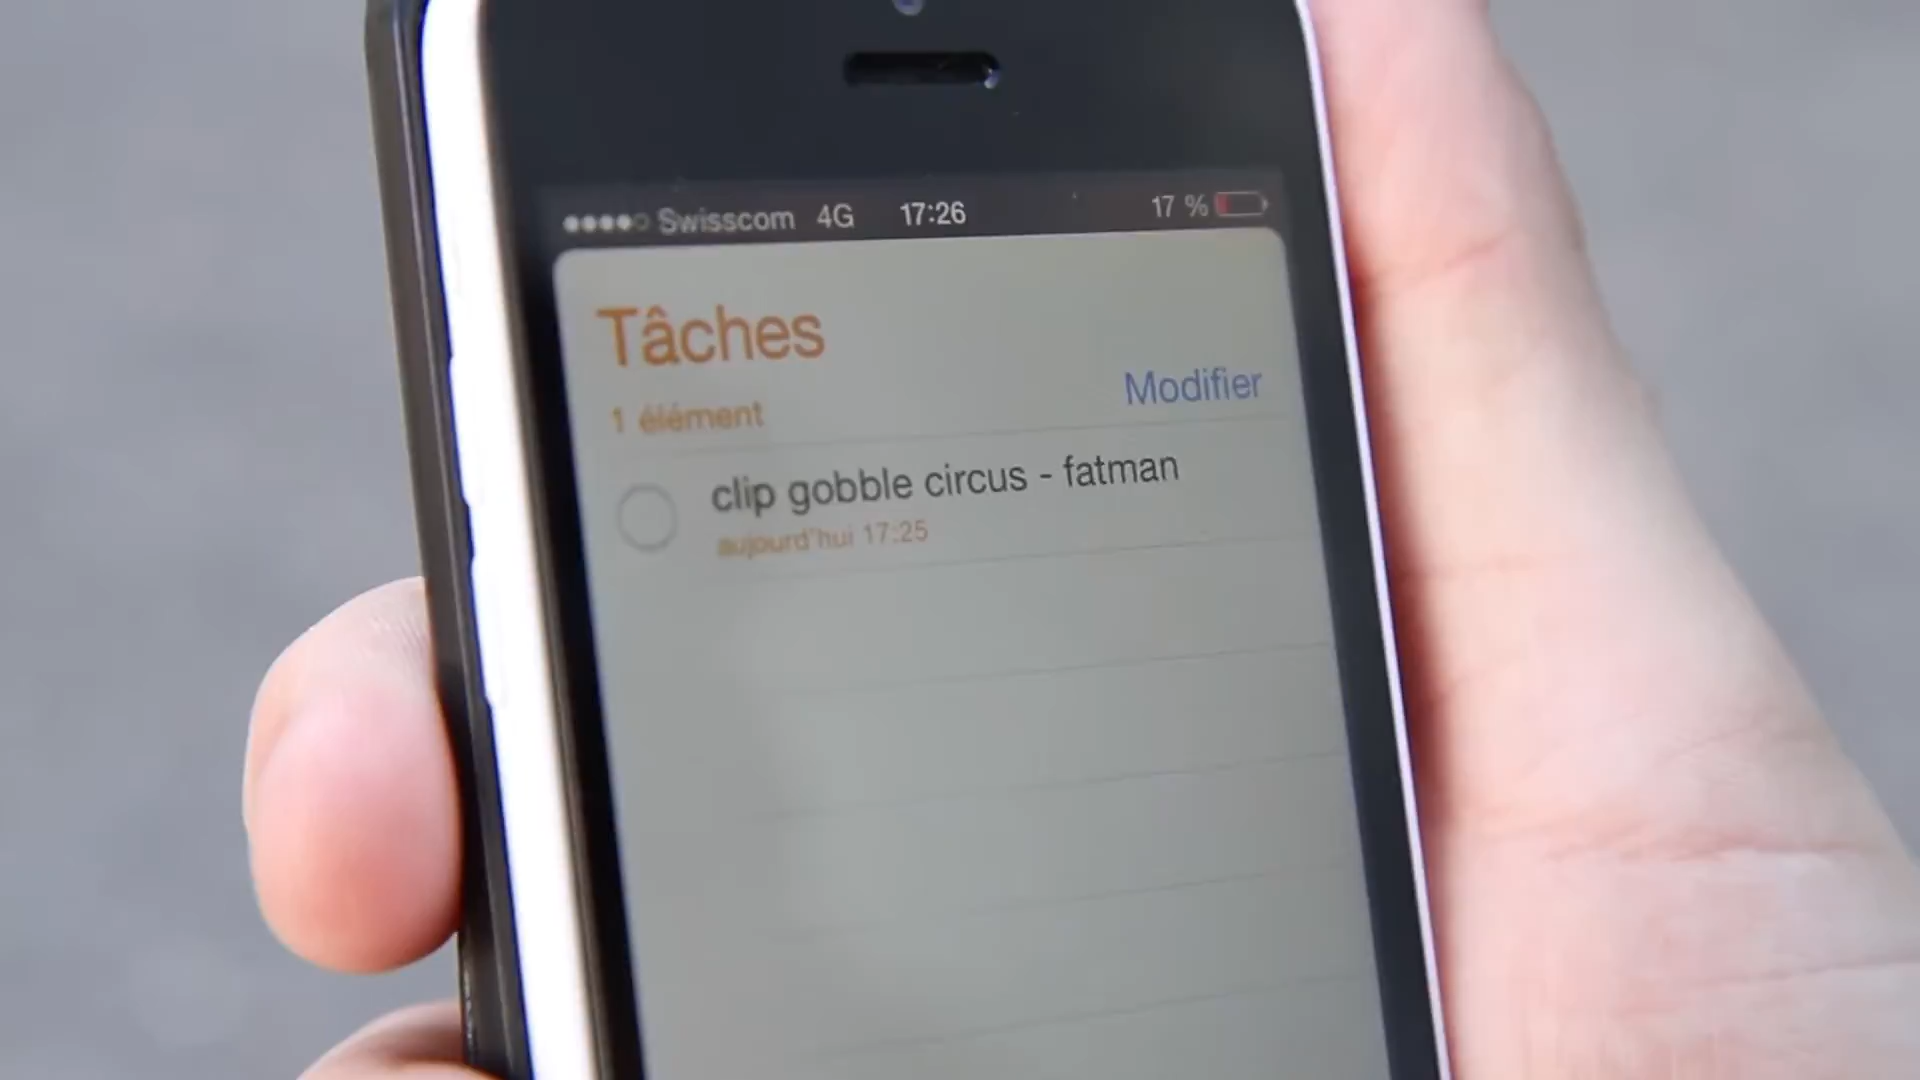 Swisscom 4G 17:26 17 %
Tâches
Modifier
1 élément
clip gobble circus - fatman
aujourd'hui 17:25